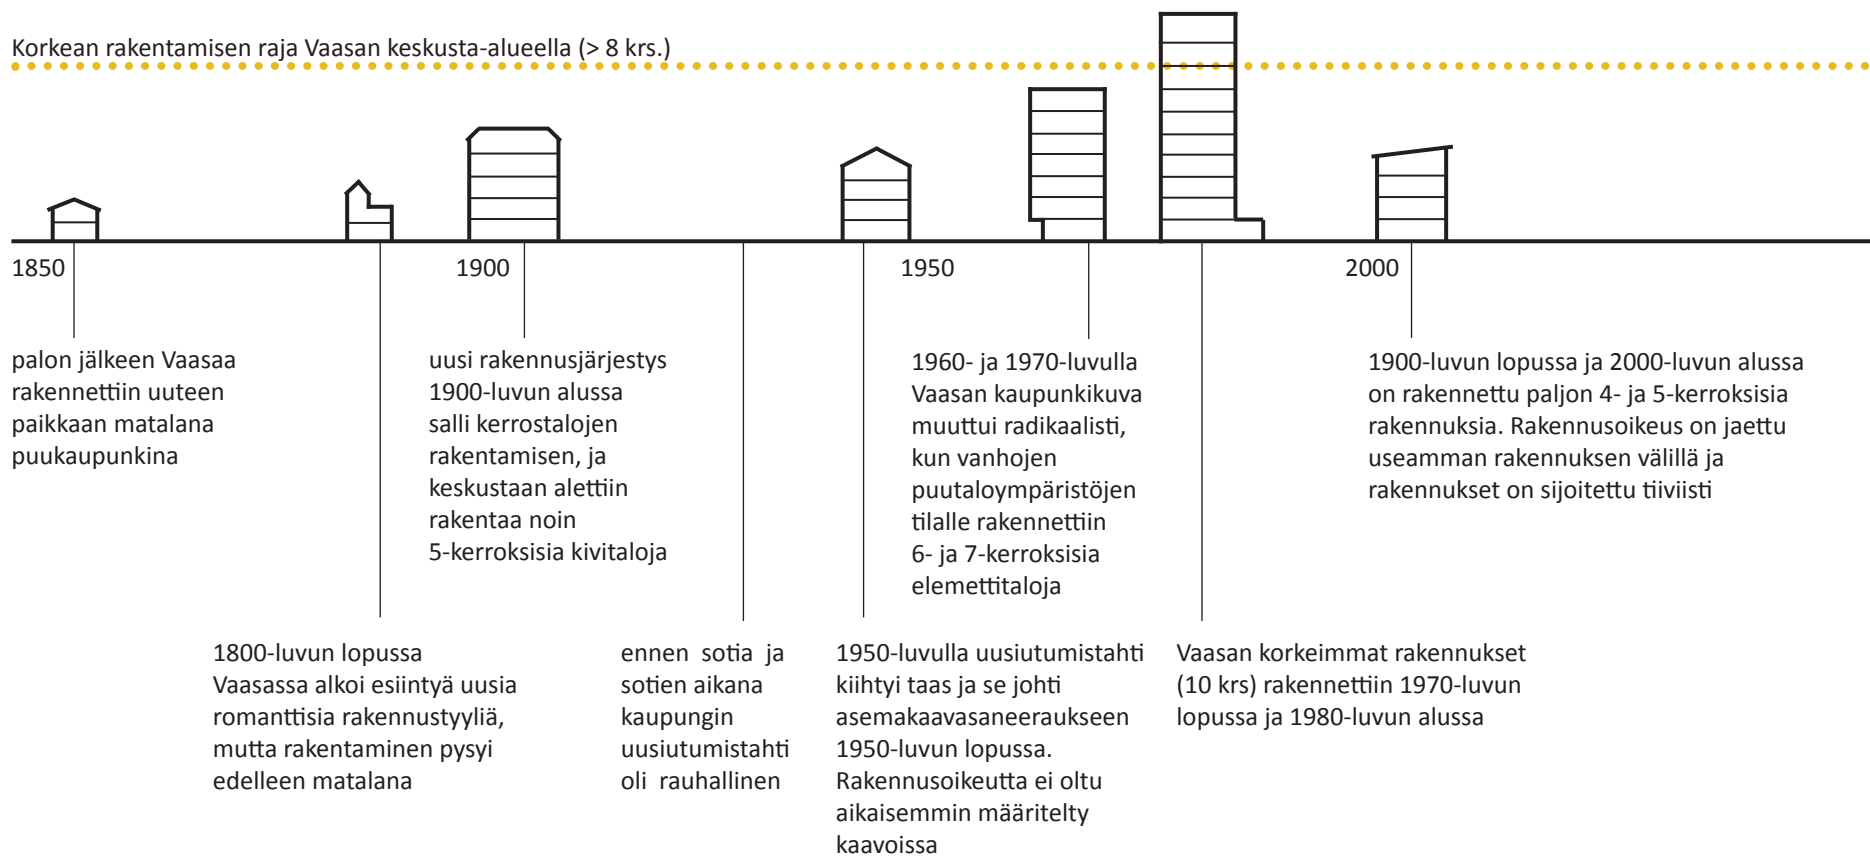 Korkean rakentamisen raja Vaasan keskusta-alueella (> 8 krs.)
1850
1900
1950
2000
palon jälkeen Vaasaa
rakennettiin uuteen
paikkaan matalana
puukaupunkina
uusi rakennusjärjestys
1900-luvun alussa
salli kerrostalojen
rakentamisen, ja
keskustaan alettiin
rakentaa noin
5-kerroksisia kivitaloja
1960- ja 1970-luvulla
Vaasan kaupunkikuva
muuttui radikaalisti,
kun vanhojen
puutaloympäristöjen
tilalle rakennettiin
6- ja 7-kerroksisia
elemettitaloja
1900-luvun lopussa ja 2000-luvun alussa
on rakennettu paljon 4- ja 5-kerroksisia
rakennuksia. Rakennusoikeus on jaettu
useamman rakennuksen välillä ja
rakennukset on sijoitettu tiiviisti
1800-luvun lopussa
Vaasassa alkoi esiintyä uusia
romanttisia rakennustyyliä,
mutta rakentaminen pysyi
edelleen matalana
ennen sotia ja
sotien aikana
kaupungin
uusiutumistahti
oli rauhallinen
1950-luvulla uusiutumistahti
kiihtyi taas ja se johti
asemakaavasaneeraukseen
1950-luvun lopussa.
Rakennusoikeutta ei oltu
aikaisemmin määritelty
kaavoissa
Vaasan korkeimmat rakennukset
(10 krs) rakennettiin 1970-luvun
lopussa ja 1980-luvun alussa